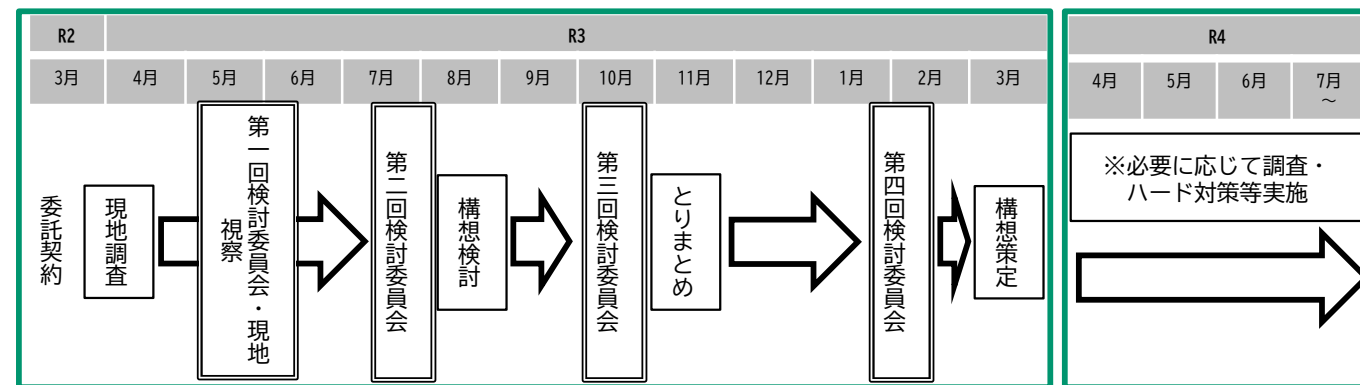 R2
R3
R4
3月
4月
5月
6月
7月
8月
9月
10月
11月
12月
1月
2月
3月
4月
5月
6月
7月
～
委託契約
現地調査
第一回検討委員会・現地
視察
第二回検討委員会
構想検討
第三回検討委員会
とりまとめ
第四回検討委員会
構想策定
※必要に応じて調査・
ハード対策等実施